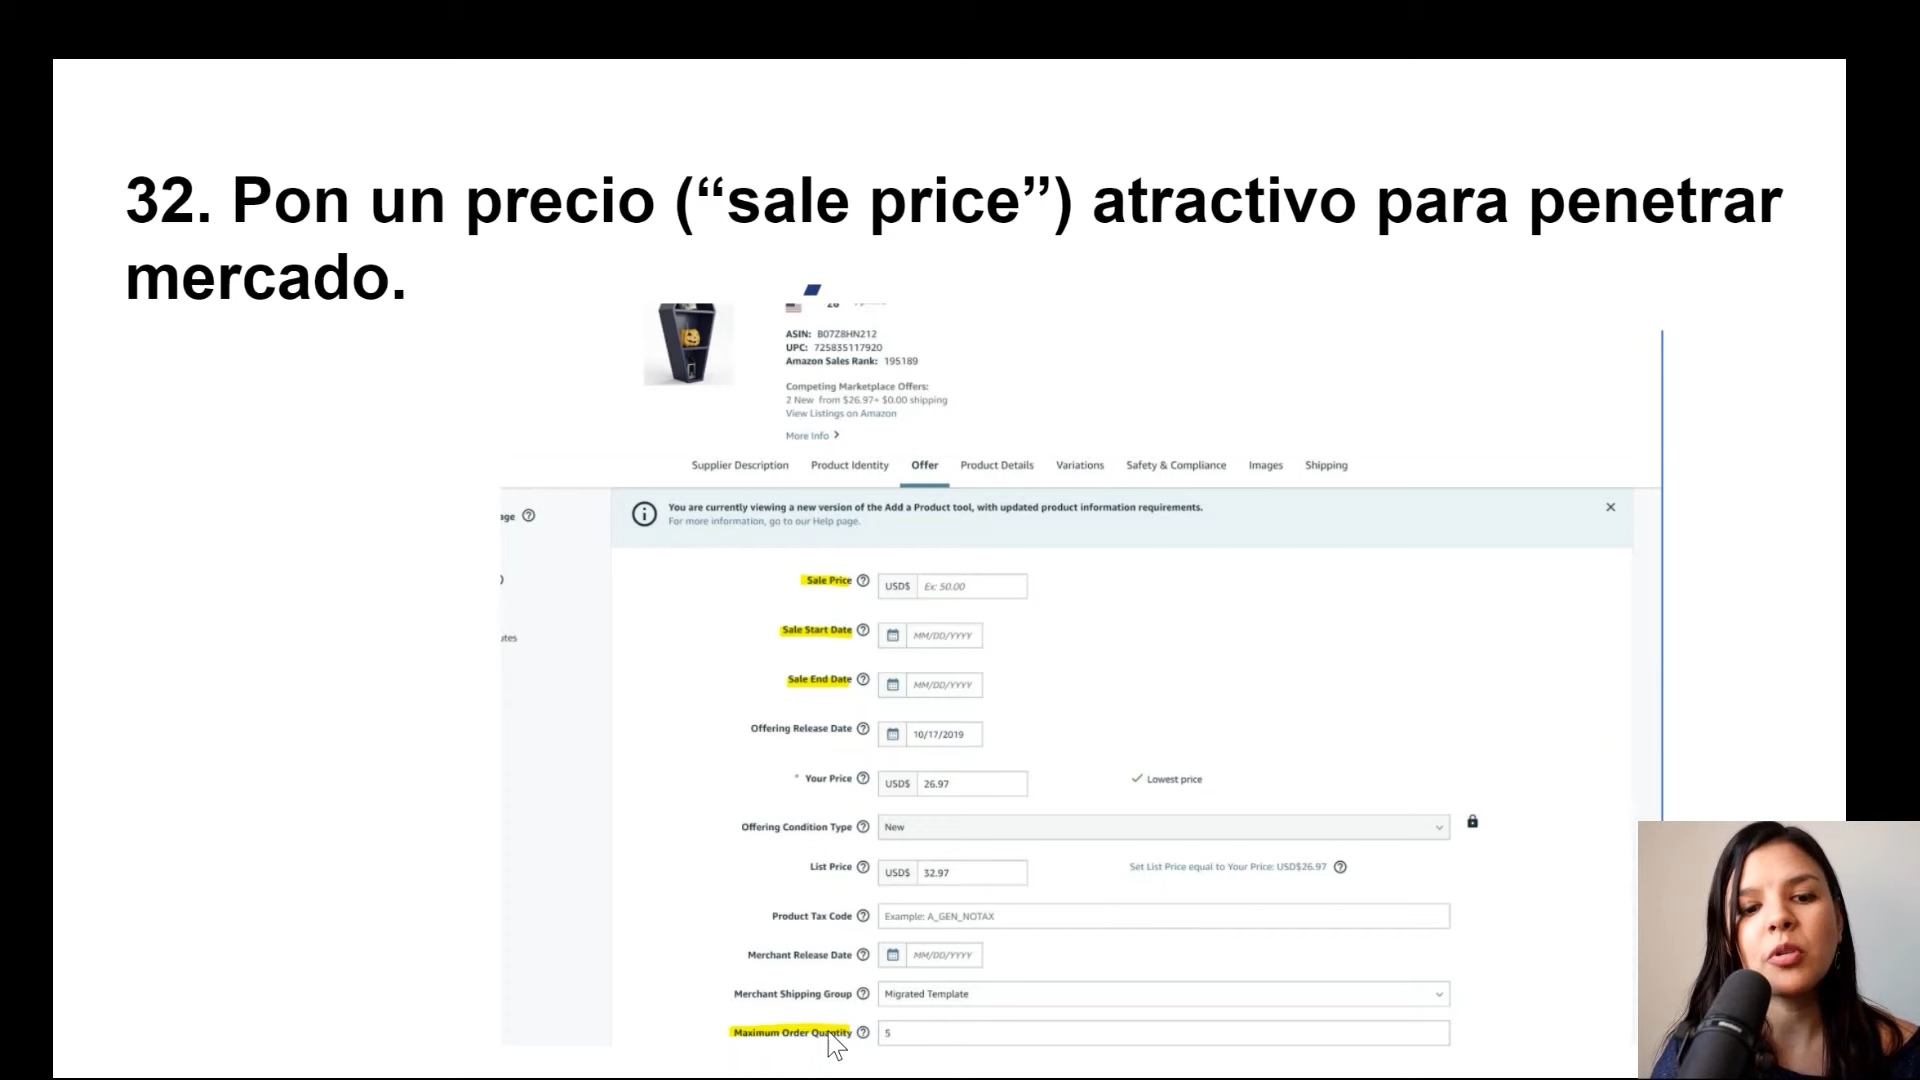 32. Pon un precio (“sale price”) atractivo para penetrar
mercado.
ASIN: B07Z8HN212
UPC: 725835117920
Amazon Sales Rank: 195189
Competing Marketplace Offers:
2 New from $26.97+ $0.00 shipping
View Listings on Amazon
More Info
Supplier Description Product Identity Offer Product Details Variations Safety & Compliance Images Shipping
You are currently viewing a new version of the Add a Product tool, with updated product information requirements.
For more information, go to our Help page.
Sale Price USD$ Ex: 50.00
Sale Start Date MM/DD/YYYY
Sale End Date MM/DD/YYYY
Offering Release Date 10/17/2019
* Your Price USD$ 26.97 Lowest price
Offering Condition Type New
List Price USD$ 32.97 Set List Price equal to Your Price: USD$26.97
Product Tax Code Example: A_GEN_NOTAX
Merchant Release Date MM/DD/YYYY
Merchant Shipping Group Migrated Template
Maximum Order Quantity 5